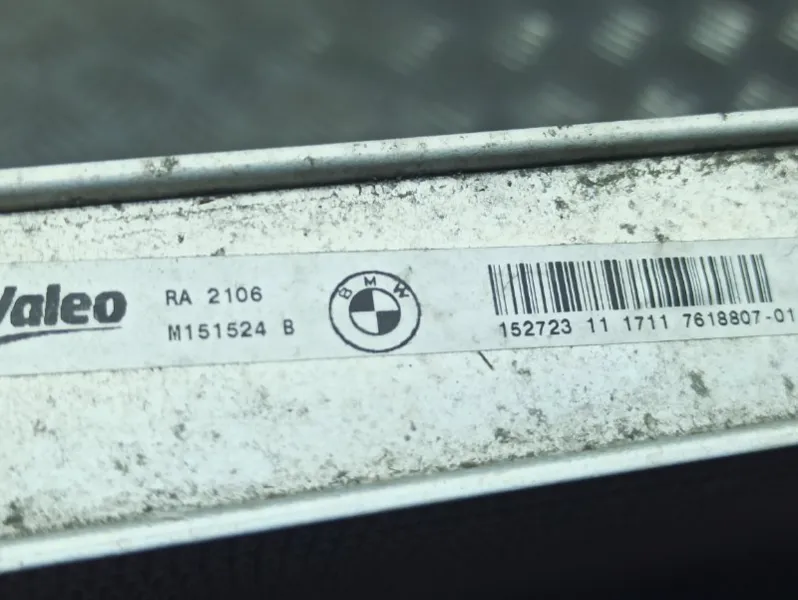 Valeo
RA 2106
M151524 B
BMW
152723 11 1711 7618807-01